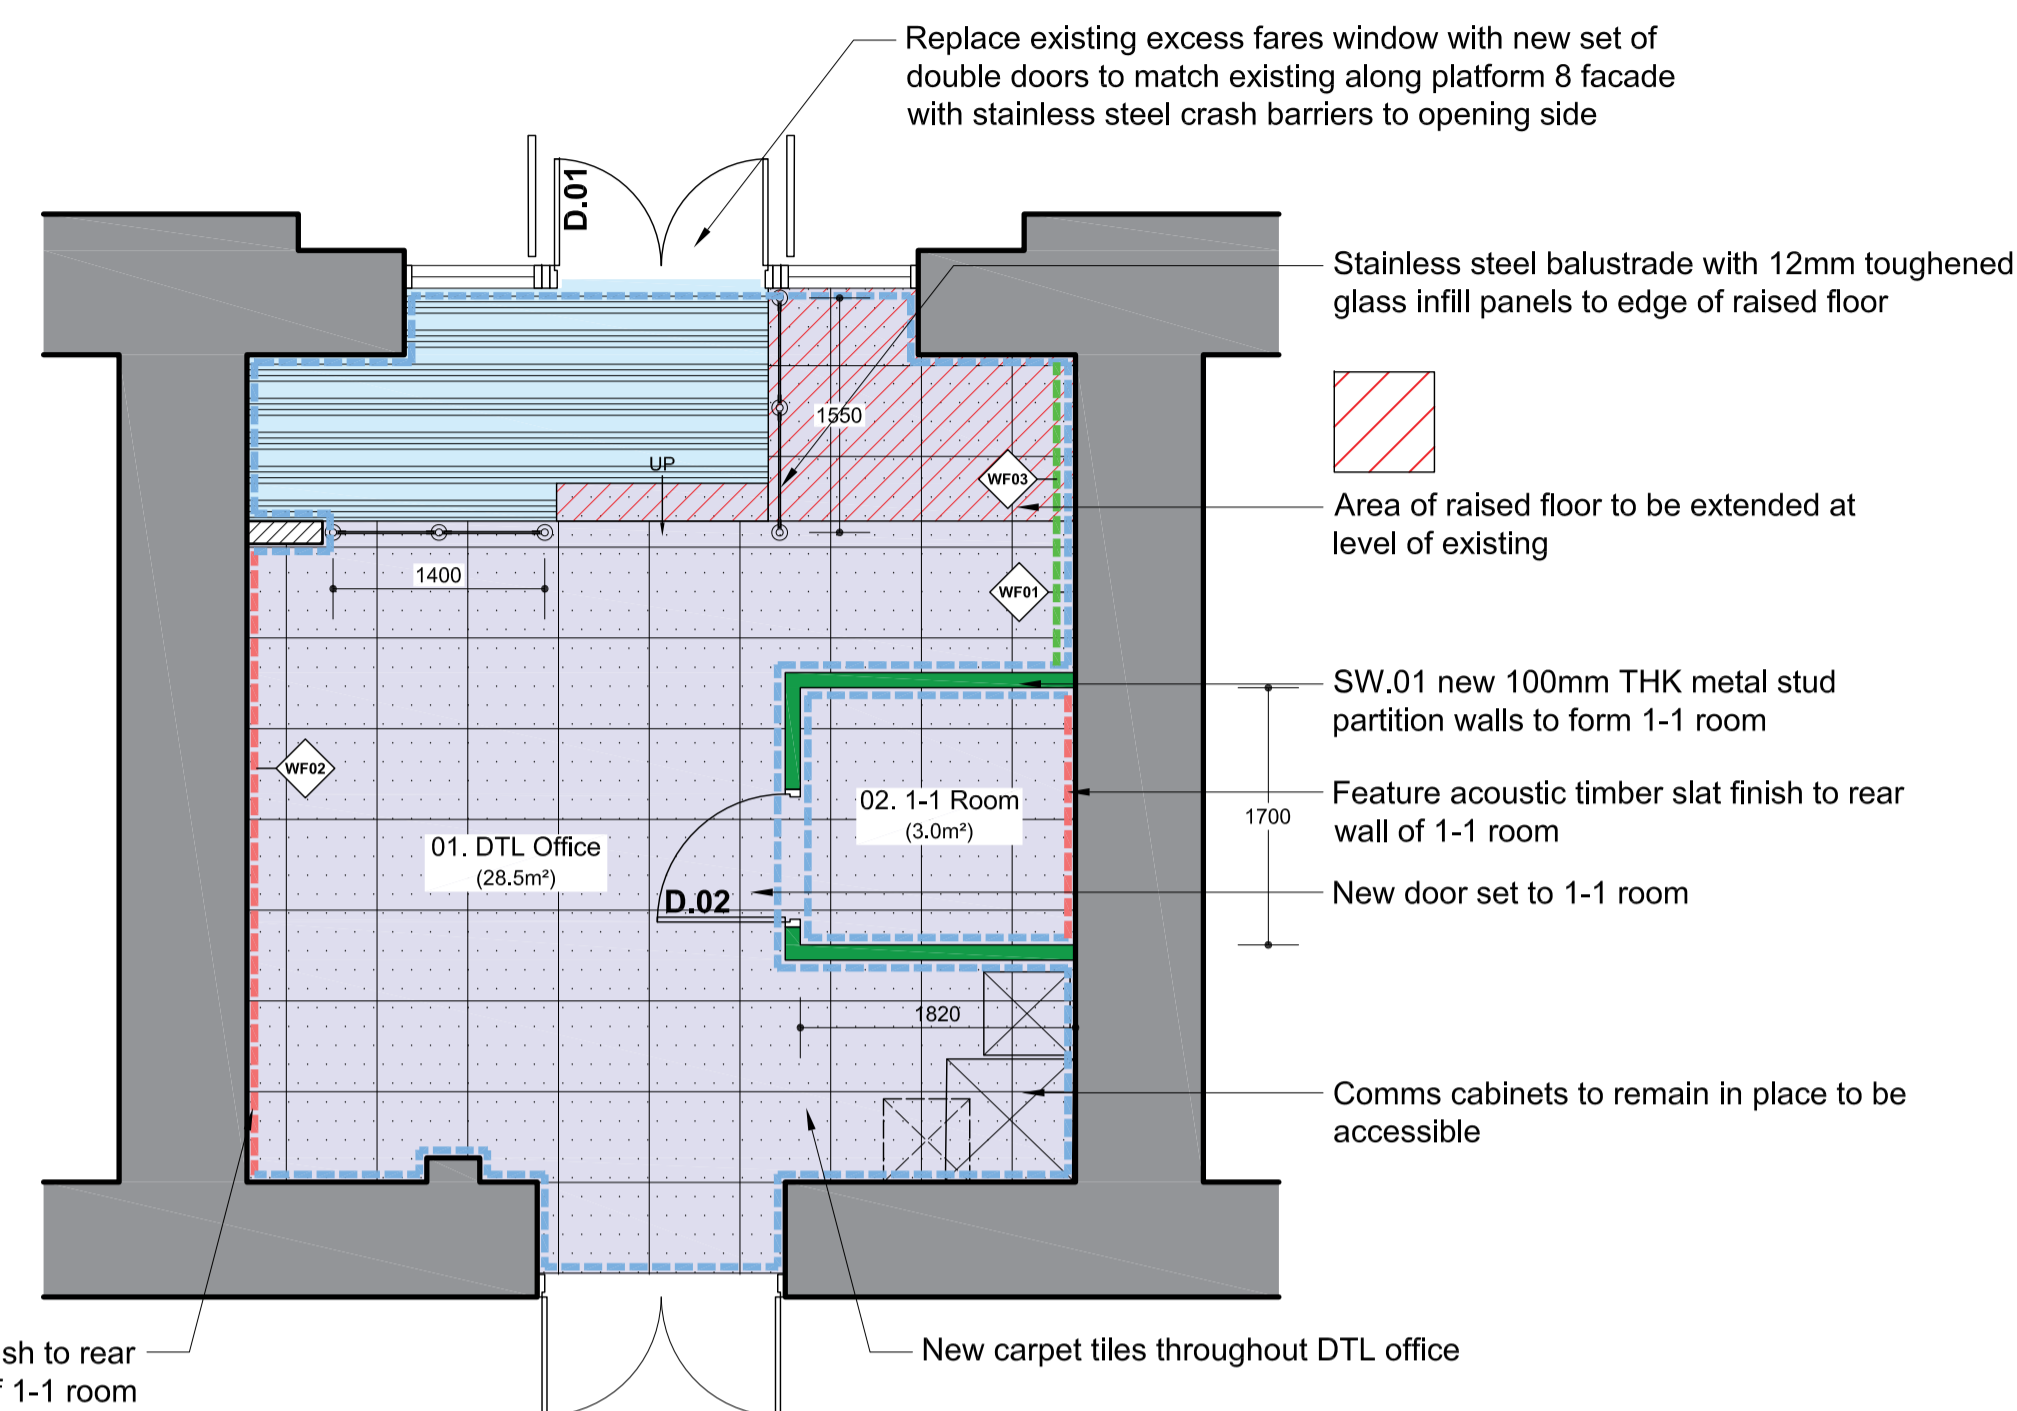 Replace existing excess fares window with new set of
double doors to match existing along platform 8 facade
with stainless steel crash barriers to opening side
D.01
Stainless steel balustrade with 12mm toughened
glass infill panels to edge of raised floor
1550
UP
WF03
Area of raised floor to be extended at
level of existing
1400
WF01
SW.01 new 100mm THK metal stud
partition walls to form 1-1 room
WF02
02. 1-1 Room
(3.0m²)
1700
Feature acoustic timber slat finish to rear
wall of 1-1 room
01. DTL Office
(28.5m²)
D.02
New door set to 1-1 room
1820
Comms cabinets to remain in place to be
accessible
sh to rear
1-1 room
New carpet tiles throughout DTL office